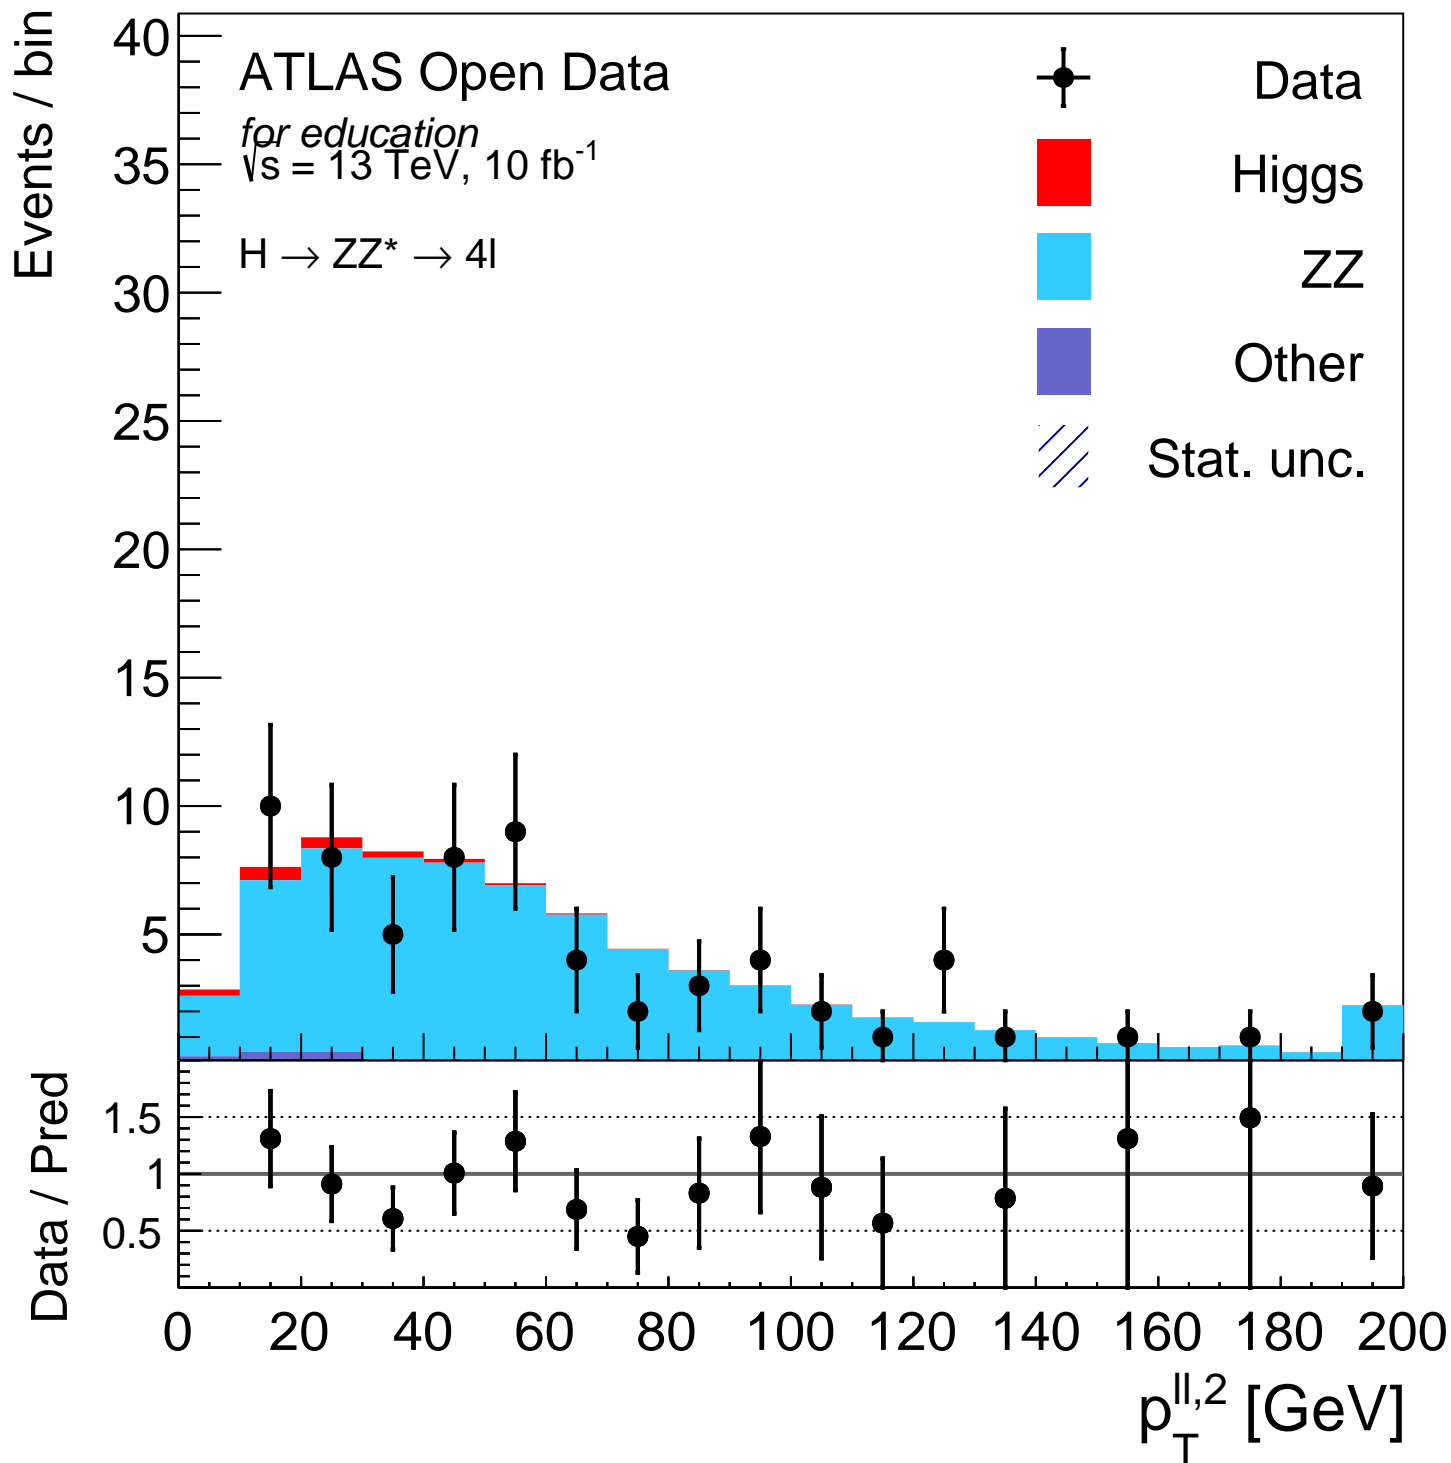 Events / bin
40
35
30
25
20
15
10
5
ATLAS Open Data
for education
√s = 13 TeV, 10 fb⁻¹
H → ZZ* → 4l
Data
Higgs
ZZ
Other
Stat. unc.
Data / Pred
1.5
1
0.5
0 20 40 60 80 100 120 140 160 180 200
p_T^{ll,2} [GeV]